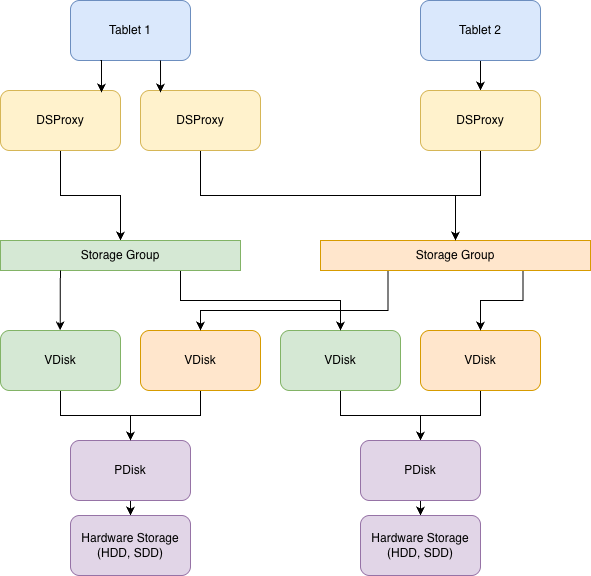 Tablet 1
Tablet 2
DSProxy
DSProxy
DSProxy
Storage Group
Storage Group
VDisk
VDisk
VDisk
VDisk
PDisk
PDisk
Hardware Storage
(HDD, SDD)
Hardware Storage
(HDD, SDD)